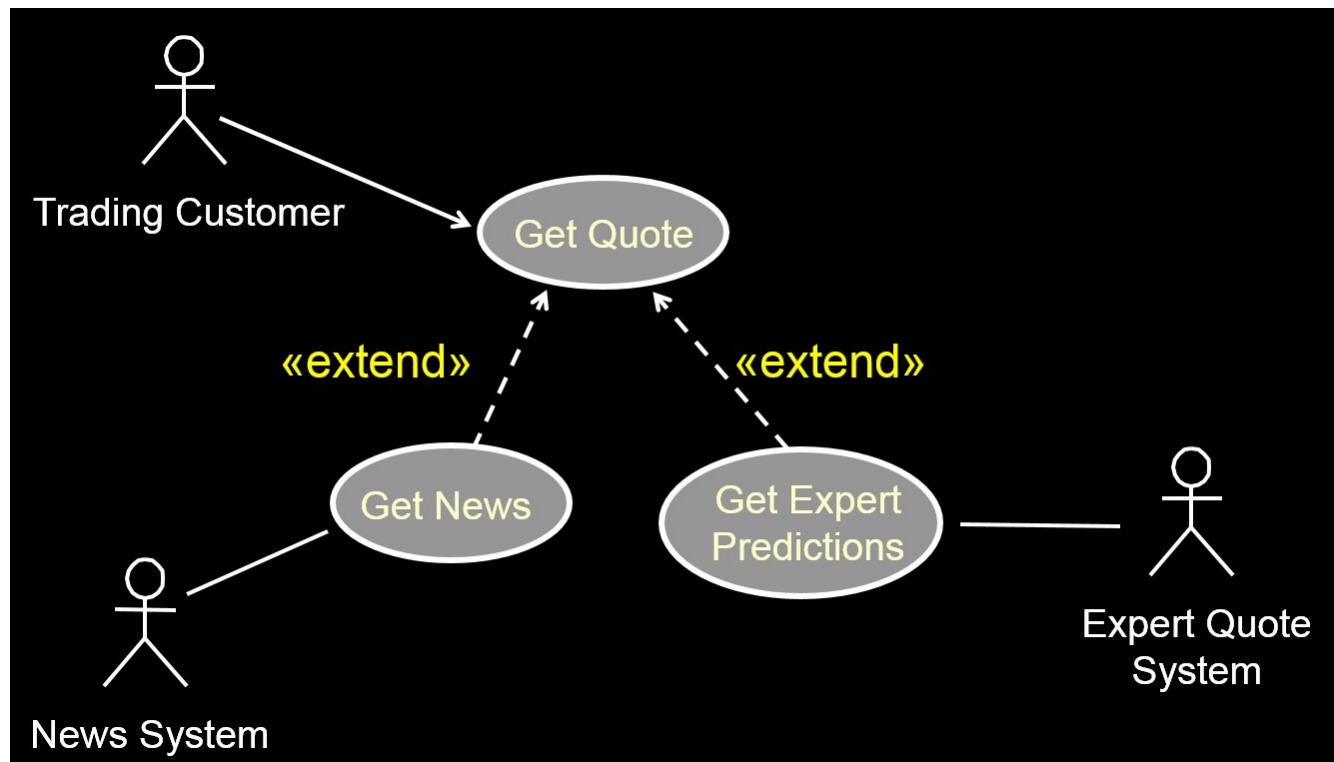 Trading Customer
Get Quote
«extend»
«extend»
Get News
Get Expert
Predictions
Expert Quote
System
News System